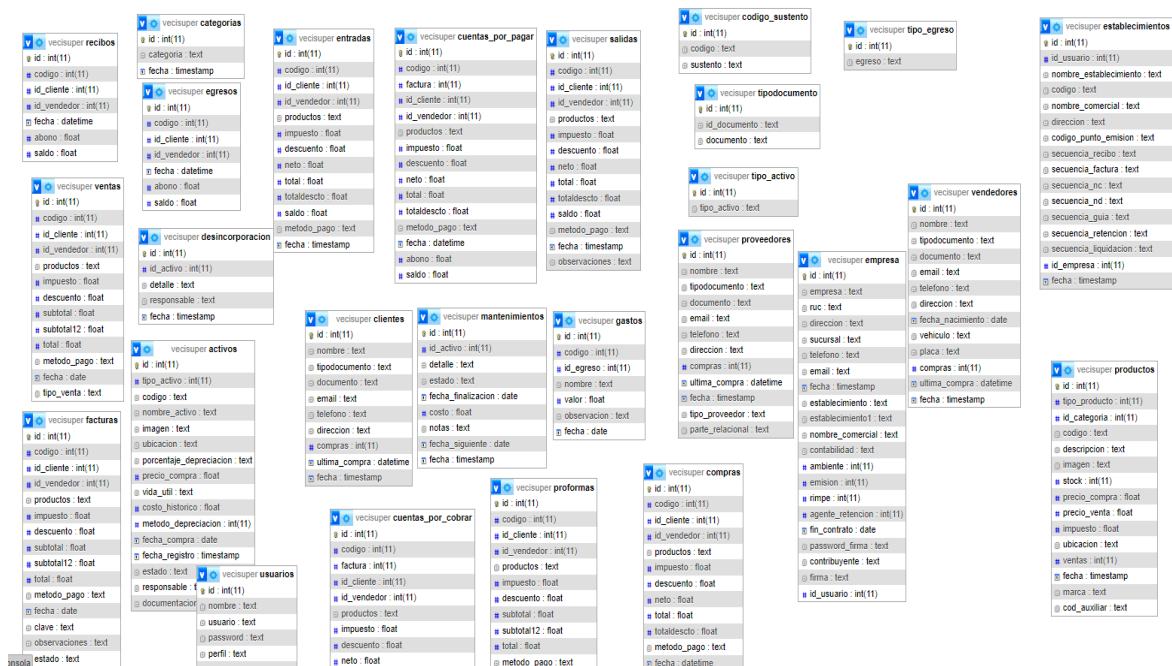 vecisuper recibos
id : int(11)
codigo : int(11)
id_cliente : int(11)
id_vendedor : int(11)
fecha : datetime
abono : float
saldo : float
vecisuper categorias
id : int(11)
categoria : text
fecha : timestamp
vecisuper egresos
id : int(11)
codigo : int(11)
id_cliente : int(11)
id_vendedor : int(11)
fecha : datetime
abono : float
saldo : float
vecisuper entradas
id : int(11)
codigo : int(11)
id_cliente : int(11)
id_vendedor : int(11)
productos : text
impuesto : float
descuento : float
neto : float
total : float
totaldescto : float
saldo : float
metodo_pago : text
fecha : timestamp
vecisuper cuentas_por_pagar
id : int(11)
codigo : int(11)
factura : int(11)
id_cliente : int(11)
id_vendedor : int(11)
productos : text
impuesto : float
descuento : float
neto : float
total : float
totaldescto : float
metodo_pago : text
fecha : datetime
abono : float
saldo : float
vecisuper salidas
id : int(11)
codigo : int(11)
id_cliente : int(11)
id_vendedor : int(11)
productos : text
impuesto : float
descuento : float
neto : float
total : float
totaldescto : float
saldo : float
metodo_pago : text
fecha : timestamp
observaciones : text
vecisuper codigo_sustento
id : int(11)
codigo : text
sustento : text
vecisuper tipo_egreso
id : int(11)
egreso : text
vecisuper establecimientos
id : int(11)
id_usuario : int(11)
nombre_establecimiento : text
codigo : text
nombre_comercial : text
direccion : text
codigo_punto_emision : text
secuencia_recibo : text
secuencia_factura : text
secuencia_nc : text
secuencia_nd : text
secuencia_guia : text
secuencia_retencion : text
secuencia_liquidacion : text
id_empresa : int(11)
fecha : timestamp
vecisuper tipodocumento
id : int(11)
id_documento : text
documento : text
vecisuper tipo_activo
id : int(11)
tipo_activo : text
vecisuper ventas
id : int(11)
codigo : int(11)
id_cliente : int(11)
id_vendedor : int(11)
productos : text
impuesto : float
descuento : float
subtotal : float
subtotal12 : float
total : float
metodo_pago : text
fecha : date
tipo_venta : text
vecisuper desincorporacion
id : int(11)
id_activo : int(11)
detalle : text
responsable : text
fecha : timestamp
vecisuper proveedores
id : int(11)
nombre : text
tipodocumento : text
documento : text
email : text
telefono : text
direccion : text
compras : int(11)
ultima_compra : datetime
fecha : timestamp
tipo_proveedor : text
parte_relacional : text
vecisuper empresa
id : int(11)
empresa : text
ruc : text
direccion : text
sucursal : text
telefono : text
email : text
fecha : timestamp
establecimiento : text
establecimiento1 : text
nombre_comercial : text
contabilidad : text
ambiente : int(11)
emision : int(11)
rimpe : int(11)
agente_retencion : int(11)
fin_contrato : date
password_firma : text
contribuyente : text
firma : text
id_usuario : int(11)
vecisuper vendedores
id : int(11)
nombre : text
tipodocumento : text
documento : text
email : text
telefono : text
direccion : text
fecha_nacimiento : date
vehiculo : text
placa : text
compras : int(11)
ultima_compra : datetime
fecha : timestamp
vecisuper activos
id : int(11)
tipo_activo : int(11)
codigo : text
nombre_activo : text
imagen : text
ubicacion : text
porcentaje_depreciacion : text
precio_compra : float
vida_util : text
costo_historico : float
metodo_depreciacion : int(11)
fecha_compra : date
fecha_registro : timestamp
estado : text
responsable : t
documentacion
vecisuper clientes
id : int(11)
nombre : text
tipodocumento : text
documento : text
email : text
telefono : text
direccion : text
compras : int(11)
ultima_compra : datetime
fecha : timestamp
vecisuper mantenimientos
id : int(11)
id_activo : int(11)
detalle : text
estado : text
fecha_finalizacion : date
costo : float
notas : text
fecha_siguiente : date
fecha : timestamp
vecisuper gastos
id : int(11)
codigo : int(11)
id_egreso : int(11)
nombre : text
valor : float
observacion : text
fecha : date
vecisuper productos
id : int(11)
tipo_producto : int(11)
id_categoria : int(11)
codigo : text
descripcion : text
imagen : text
stock : int(11)
precio_compra : float
precio_venta : float
impuesto : float
ubicacion : text
ventas : int(11)
fecha : timestamp
marca : text
cod_auxiliar : text
vecisuper facturas
id : int(11)
codigo : int(11)
id_cliente : int(11)
id_vendedor : int(11)
productos : text
impuesto : float
descuento : float
subtotal : float
subtotal12 : float
total : float
metodo_pago : text
fecha : date
clave : text
observaciones : text
estado : text
onsola
vecisuper usuarios
id : int(11)
nombre : text
usuario : text
password : text
perfil : text
vecisuper cuentas_por_cobrar
id : int(11)
codigo : int(11)
factura : int(11)
id_cliente : int(11)
id_vendedor : int(11)
productos : text
impuesto : float
descuento : float
neto : float
vecisuper proformas
id : int(11)
codigo : int(11)
id_cliente : int(11)
id_vendedor : int(11)
productos : text
impuesto : float
descuento : float
subtotal : float
subtotal12 : float
total : float
metodo_pago : text
vecisuper compras
id : int(11)
codigo : int(11)
id_cliente : int(11)
id_vendedor : int(11)
productos : text
impuesto : float
descuento : float
neto : float
total : float
totaldescto : float
metodo_pago : text
fecha : datetime